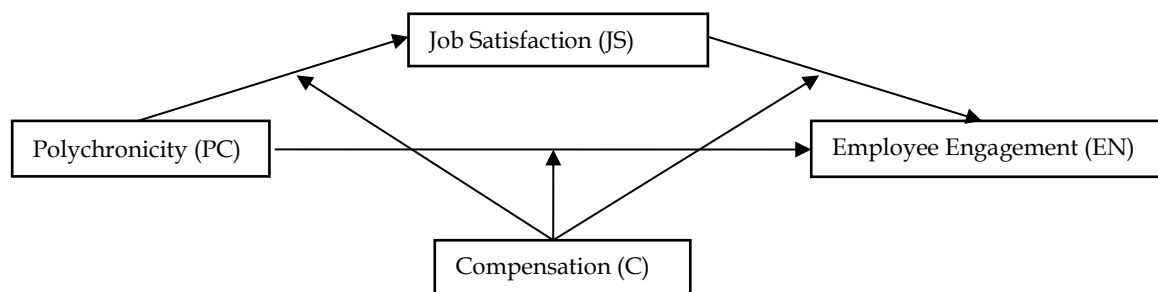 Job Satisfaction (JS)
Polychronicity (PC)
Employee Engagement (EN)
Compensation (C)